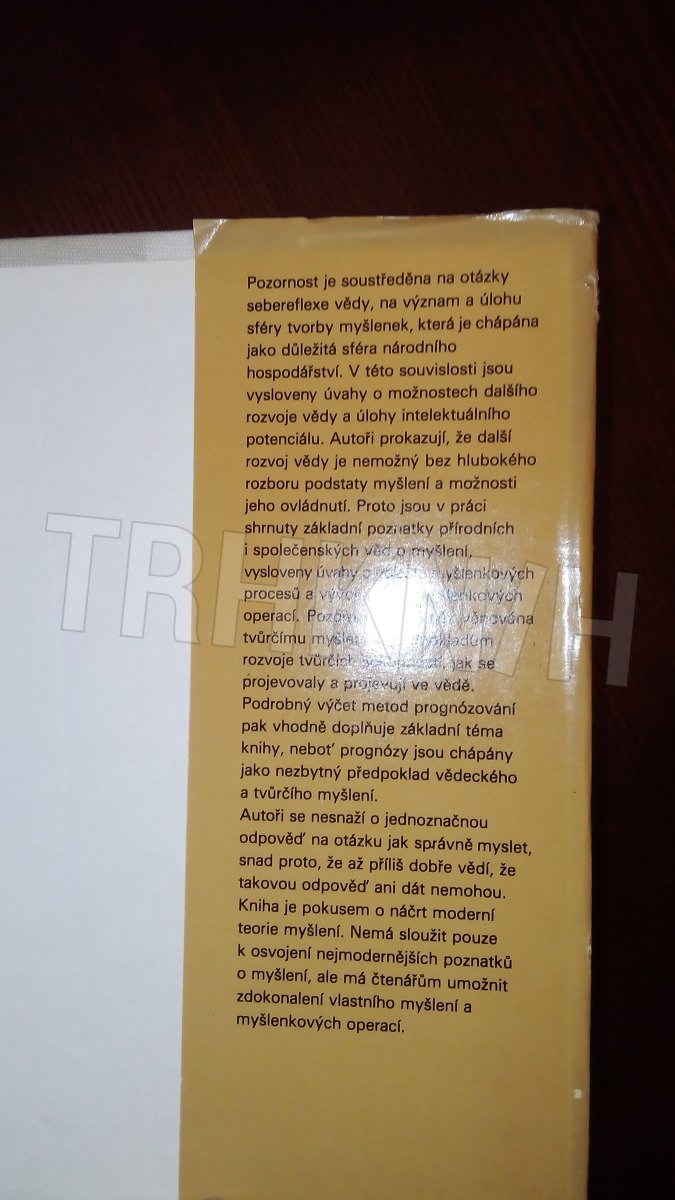 Pozornost je soustředěna na otázky
sebereflexe vědy, na význam a úlohu
sféry tvorby myšlenek, která je chápána
jako důležitá sféra národního
hospodářství. V této souvislosti jsou
vysloveny úvahy o možnostech dalšího
rozvoje vědy a úlohy intelektuálního
potenciálu. Autoři prokazují, že další
rozvoj vědy je nemožný bez hlubokého
rozboru podstaty myšlení a možnosti
jeho ovládnutí. Proto jsou v práci
shrnuty základní poznatky přírodních
i společenských věd o myšlení,
vysloveny úvahy o myšlenkových
procesů a myšlenkových
operací. věnována
tvůrčímu
rozvoje tvůrčích jak se
projevovaly a projevují ve vědě.
Podrobný výčet metod prognózování
pak vhodně doplňuje základní téma
knihy, neboť prognózy jsou chápány
jako nezbytný předpoklad vědeckého
a tvůrčího myšlení.
Autoři se nesnaží o jednoznačnou
odpověď na otázku jak správně myslet,
snad proto, že až příliš dobře vědí, že
takovou odpověď ani dát nemohou.
Kniha je pokusem o náčrt moderní
teorie myšlení. Nemá sloužit pouze
k osvojení nejmodernějších poznatků
o myšlení, ale má čtenářům umožnit
zdokonalení vlastního myšlení a
myšlenkových operací.
TRHKNIH